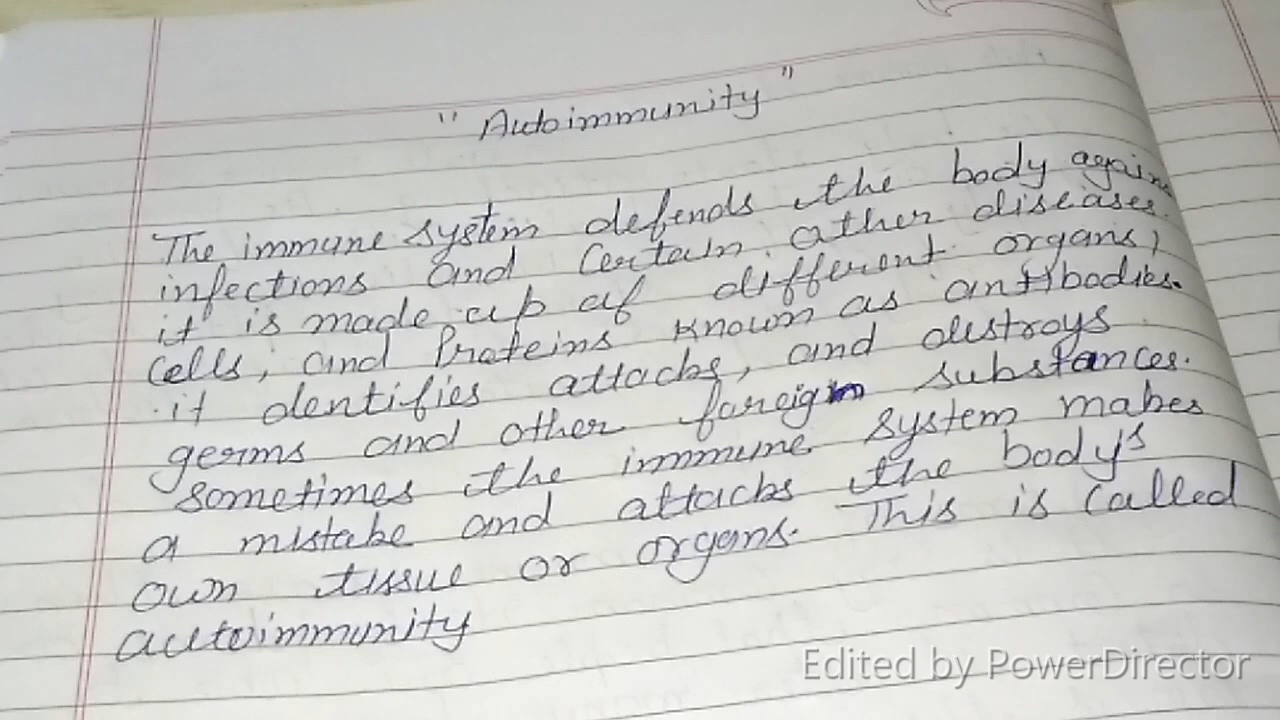 " Autoimmunity "
The immune system defends the body again
infections and Certain other diseases.
it is made up of different organs,
cells, and Proteins known as antibodies.
it dentifies attacks, and destroys
germs and other foreign substances.
sometimes the immune system makes
a mistake and attacks the body's
own tissue or organs. This is called
autoimmunity
Edited by PowerDirector